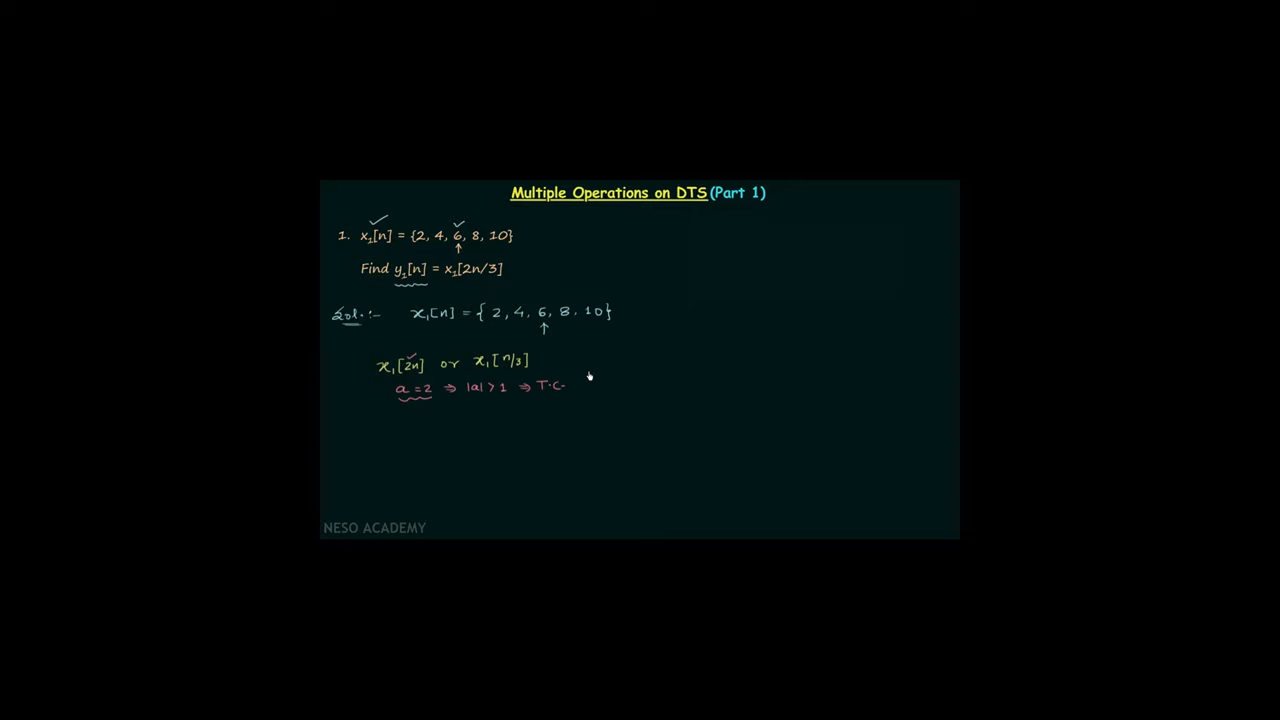 Multiple Operations on DTS (Part 1)
1. x₁[n] = {2, 4, 6, 8, 10}
↑
Find y₁[n] = x₁[2n/3]
Sol. :- x₁[n] = { 2, 4, 6, 8, 10}
↑
x₁[2n] or x₁[n/3]
a = 2 ⇒ |a| > 1 ⇒ T.C.
NESO ACADEMY